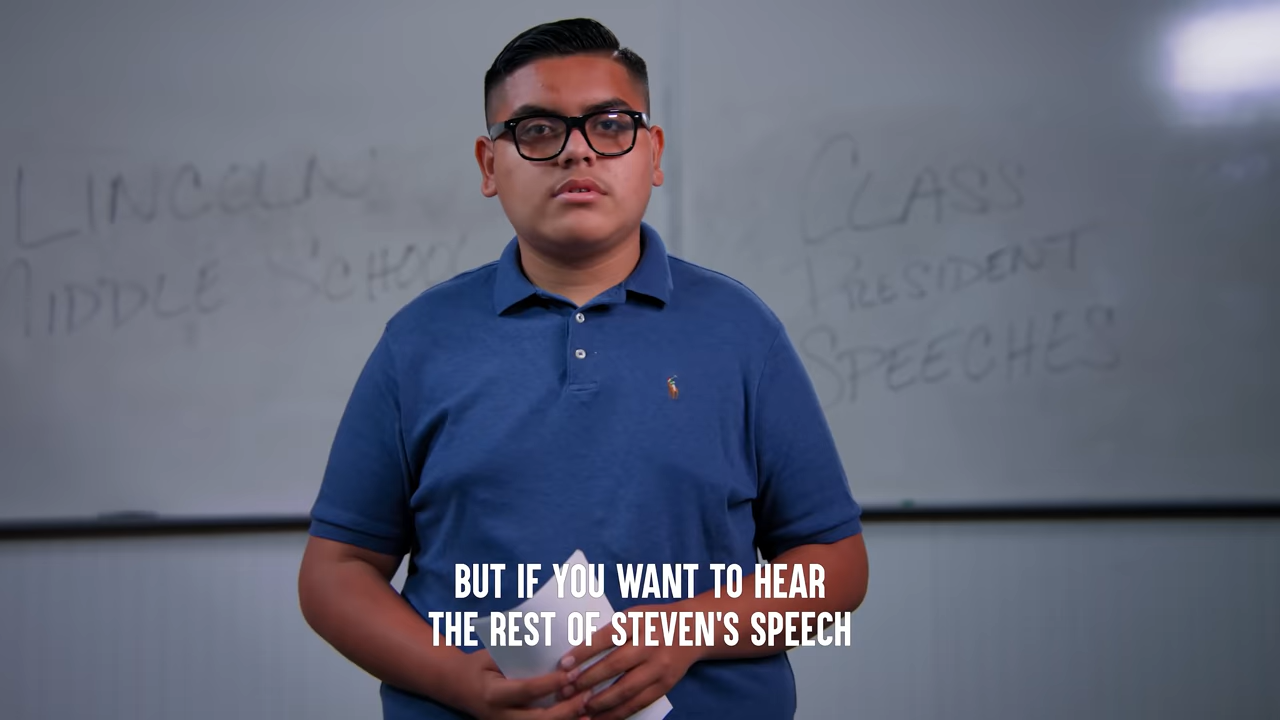 LINCOLN
MIDDLE SCHOOL
CLASS
PRESIDENT
SPEECHES
BUT IF YOU WANT TO HEAR
THE REST OF STEVEN'S SPEECH